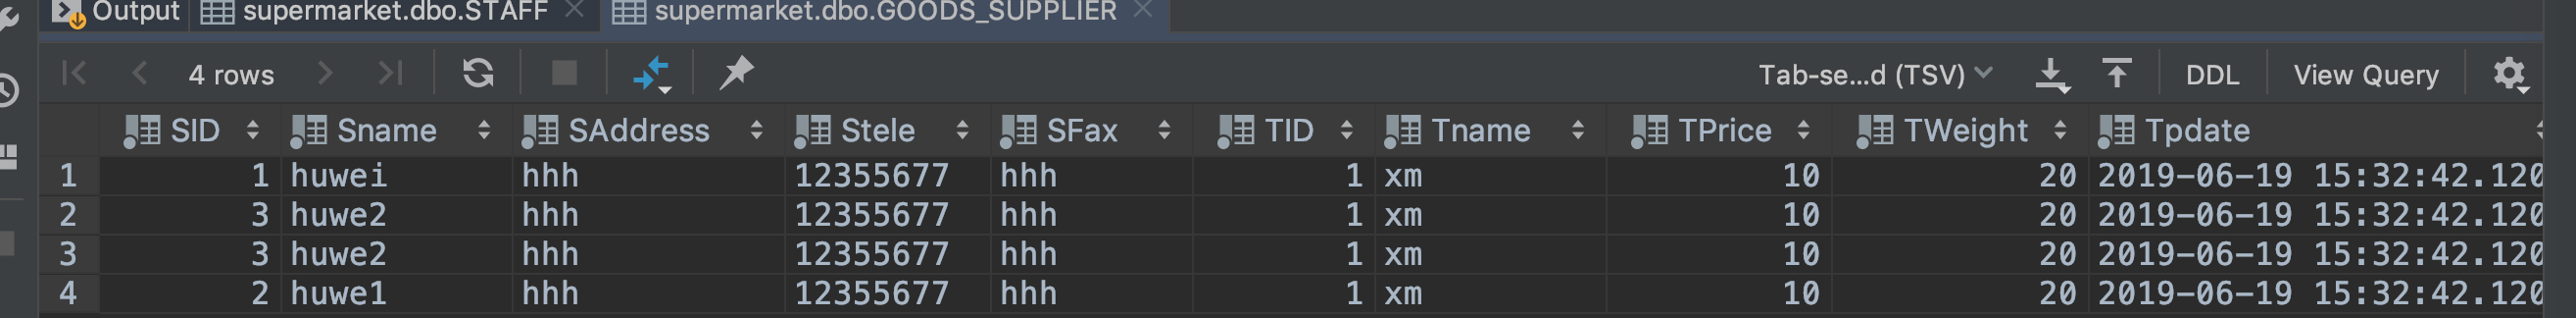 Output supermarket.dbo.STAFF supermarket.dbo.GOODS_SUPPLIER
4 rows Tab-se...d (TSV) DDL View Query
SID Sname SAddress Stele SFax TID Tname TPrice TWeight Tpdate
1 1 huwei hhh 12355677 hhh 1 xm 10 20 2019-06-19 15:32:42.120
2 3 huwe2 hhh 12355677 hhh 1 xm 10 20 2019-06-19 15:32:42.120
3 3 huwe2 hhh 12355677 hhh 1 xm 10 20 2019-06-19 15:32:42.120
4 2 huwe1 hhh 12355677 hhh 1 xm 10 20 2019-06-19 15:32:42.120